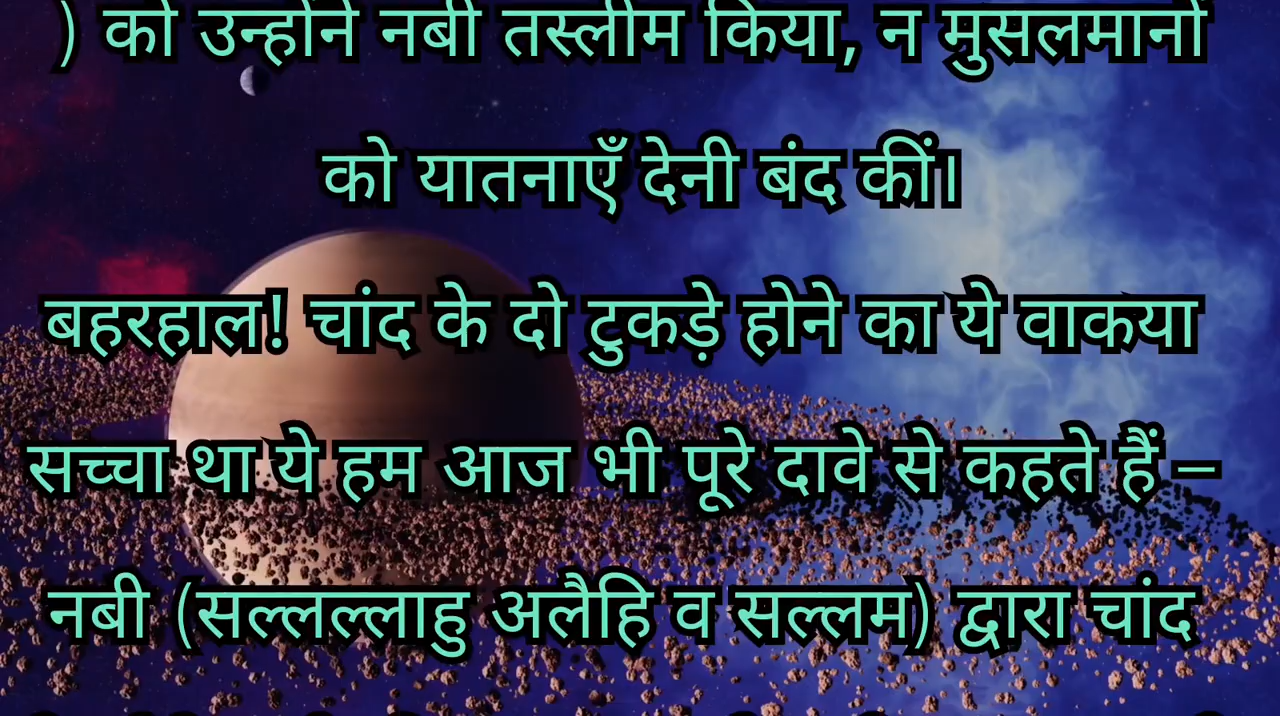 ) को उन्होंने नबी तस्लीम किया, न मुसलमानों
को यातनाएँ देनी बंद कीं।
बहरहाल! चांद के दो टुकड़े होने का ये वाकया
सच्चा था ये हम आज भी पूरे दावे से कहते हैं –
नबी (सल्लल्लाहु अलैहि व सल्लम) द्वारा चांद